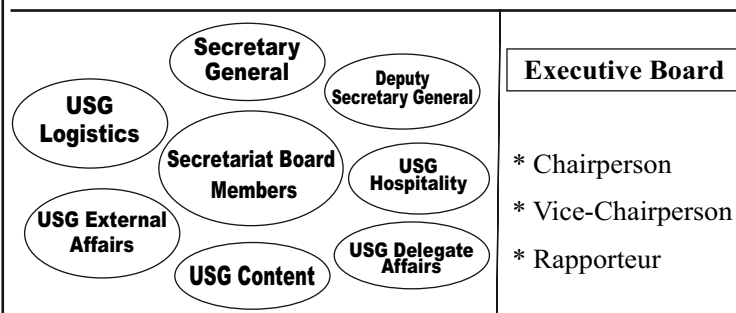 Secretary
General
Deputy
Secretary General
USG
Logistics
Secretariat Board
Members
USG
Hospitality
USG External
Affairs
USG Delegate
Affairs
USG Content
Executive Board
* Chairperson
* Vice-Chairperson
* Rapporteur